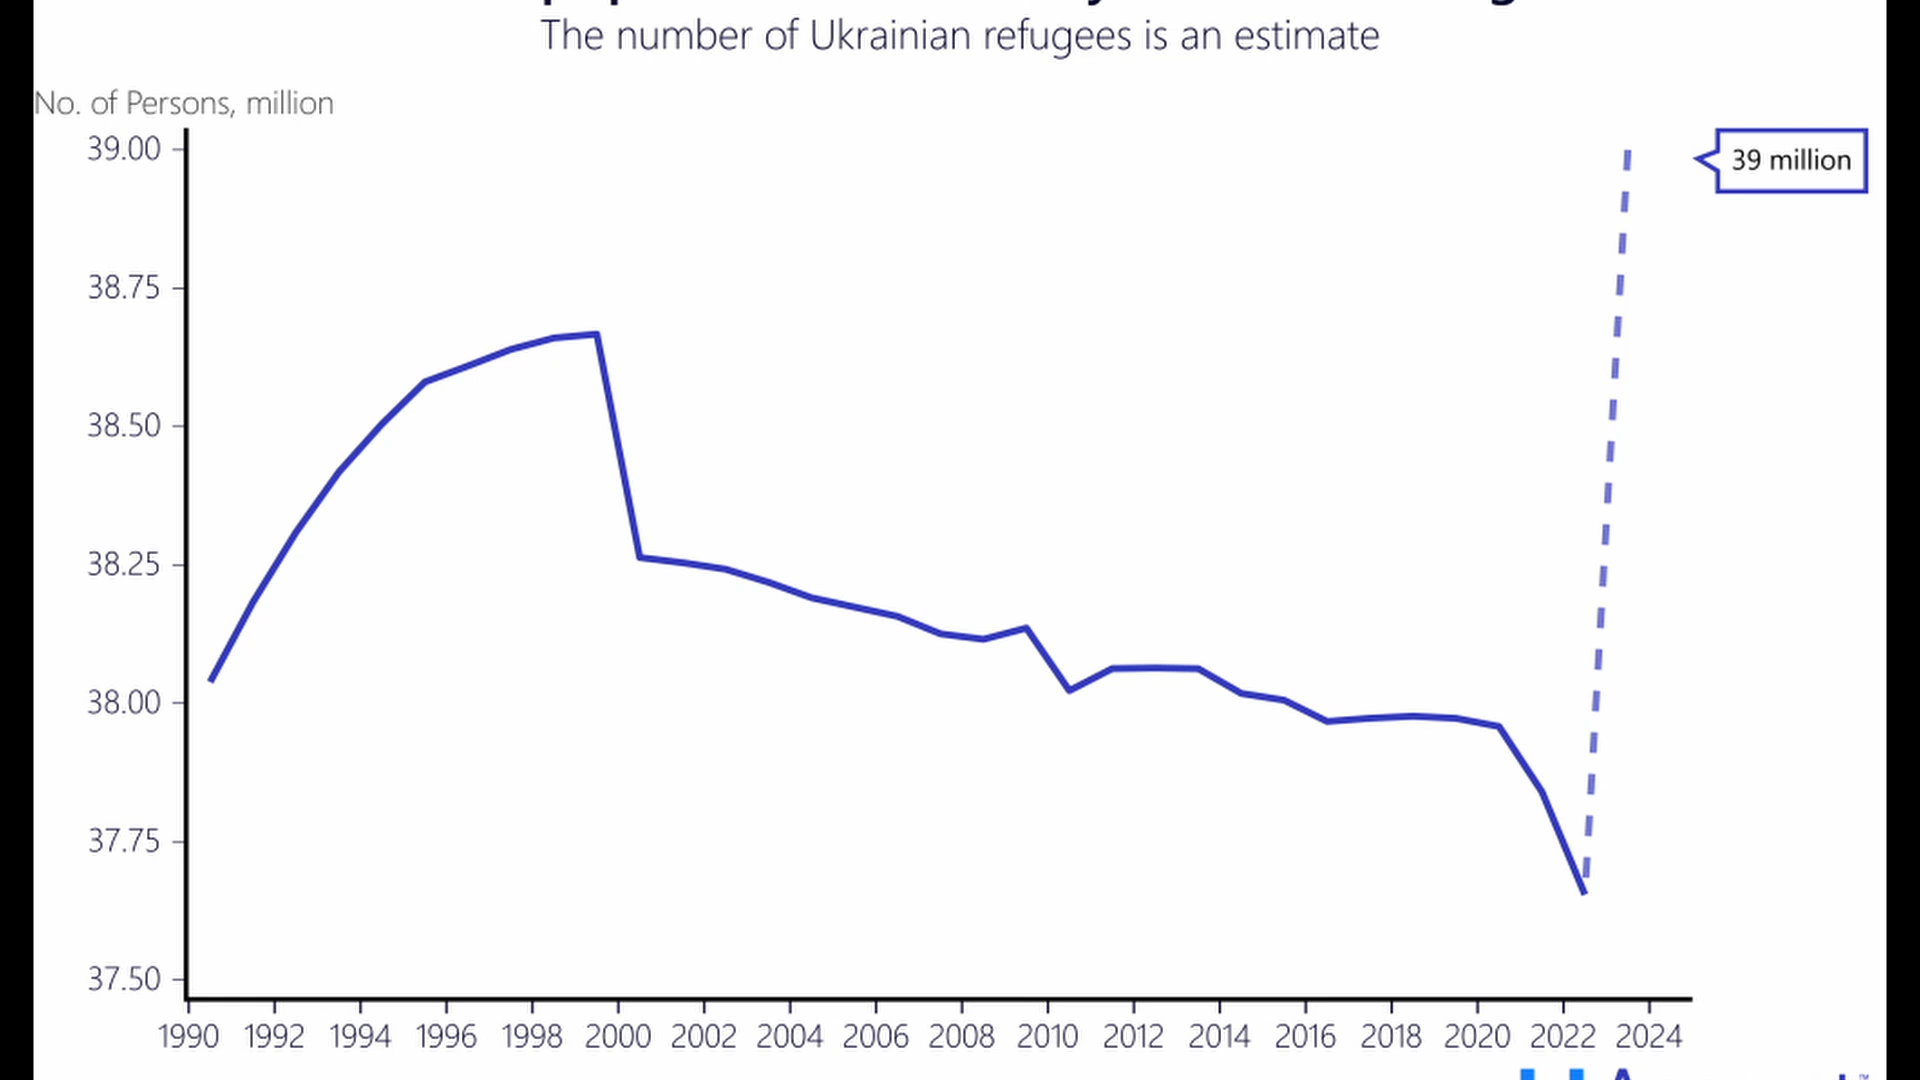 The number of Ukrainian refugees is an estimate
No. of Persons, million
39.00
39 million
38.75
38.50
38.25
38.00
37.75
37.50
1990 1992 1994 1996 1998 2000 2002 2004 2006 2008 2010 2012 2014 2016 2018 2020 2022 2024